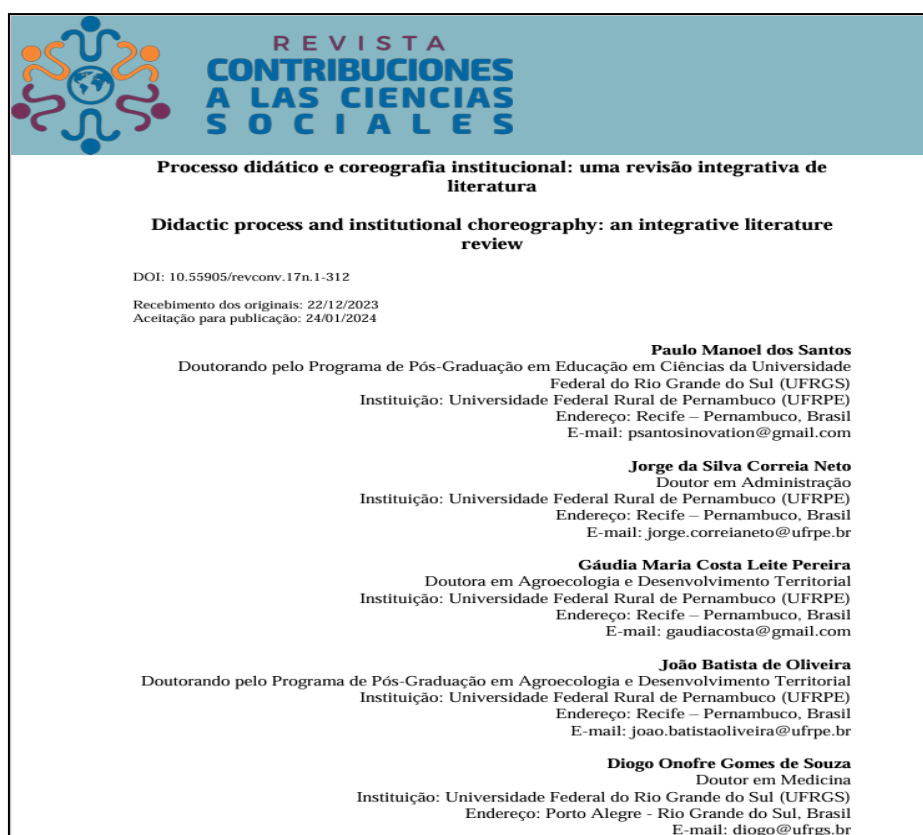 REVISTA
CONTRIBUCIONES
A LAS CIENCIAS
SOCIALES
Processo didático e coreografia institucional: uma revisão integrativa de
literatura
Didactic process and institutional choreography: an integrative literature
review
DOI: 10.55905/revconv.17n.1-312
Recebimento dos originais: 22/12/2023
Aceitação para publicação: 24/01/2024
Paulo Manoel dos Santos
Doutorando pelo Programa de Pós-Graduação em Educação em Ciências da Universidade
Federal do Rio Grande do Sul (UFRGS)
Instituição: Universidade Federal Rural de Pernambuco (UFRPE)
Endereço: Recife – Pernambuco, Brasil
E-mail: psantosinovation@gmail.com
Jorge da Silva Correia Neto
Doutor em Administração
Instituição: Universidade Federal Rural de Pernambuco (UFRPE)
Endereço: Recife – Pernambuco, Brasil
E-mail: jorge.correianeto@ufrpe.br
Gáudia Maria Costa Leite Pereira
Doutora em Agroecologia e Desenvolvimento Territorial
Instituição: Universidade Federal Rural de Pernambuco (UFRPE)
Endereço: Recife – Pernambuco, Brasil
E-mail: gaudiacosta@gmail.com
João Batista de Oliveira
Doutorando pelo Programa de Pós-Graduação em Agroecologia e Desenvolvimento Territorial
Instituição: Universidade Federal Rural de Pernambuco (UFRPE)
Endereço: Recife – Pernambuco, Brasil
E-mail: joao.batistaoliveira@ufrpe.br
Diogo Onofre Gomes de Souza
Doutor em Medicina
Instituição: Universidade Federal do Rio Grande do Sul (UFRGS)
Endereço: Porto Alegre - Rio Grande do Sul, Brasil
E-mail: diogo@ufrgs.br